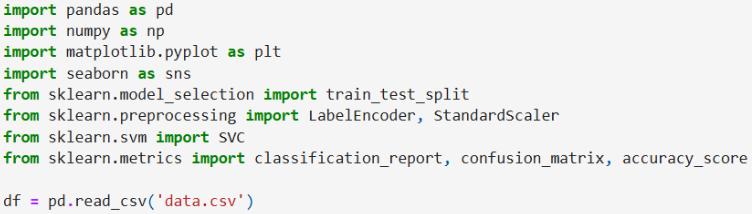 import pandas as pd
import numpy as np
import matplotlib.pyplot as plt
import seaborn as sns
from sklearn.model_selection import train_test_split
from sklearn.preprocessing import LabelEncoder, StandardScaler
from sklearn.svm import SVC
from sklearn.metrics import classification_report, confusion_matrix, accuracy_score
df = pd.read_csv('data.csv')